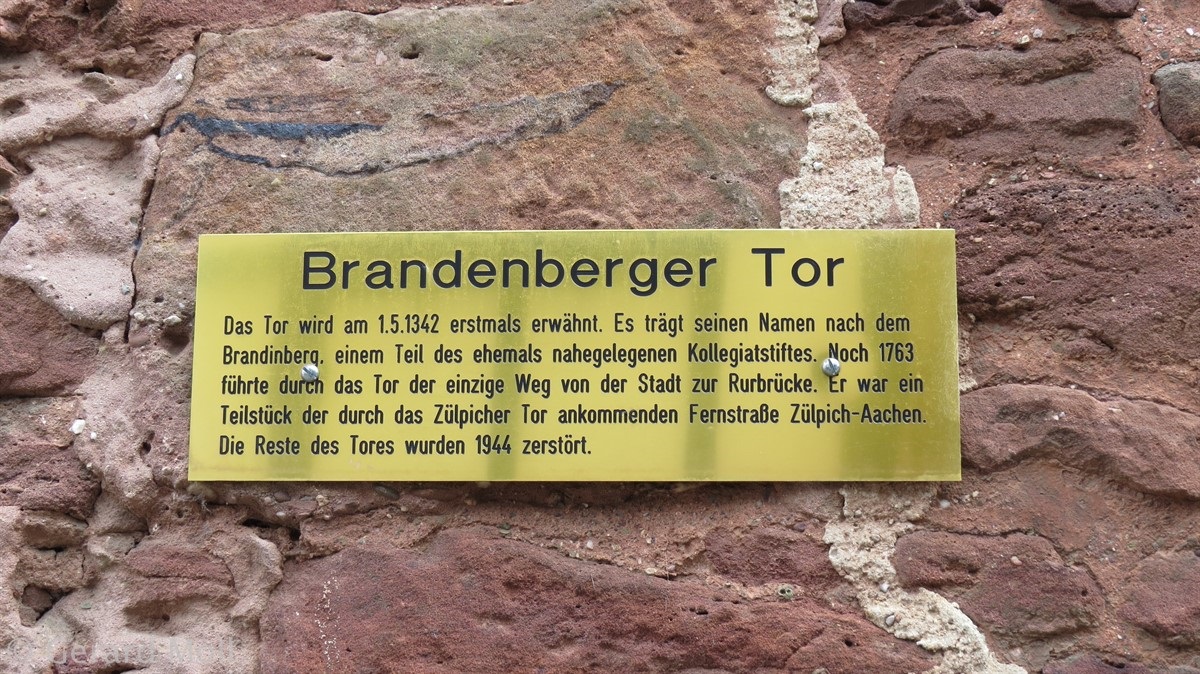 Brandenberger Tor
Das Tor wird am 1.5.1342 erstmals erwähnt. Es trägt seinen Namen nach dem
Brandinberg, einem Teil des ehemals nahegelegenen Kollegiatstiftes. Noch 1763
führte durch das Tor der einzige Weg von der Stadt zur Rurbrücke. Er war ein
Teilstück der durch das Zülpicher Tor ankommenden Fernstraße Zülpich-Aachen.
Die Reste des Tores wurden 1944 zerstört.